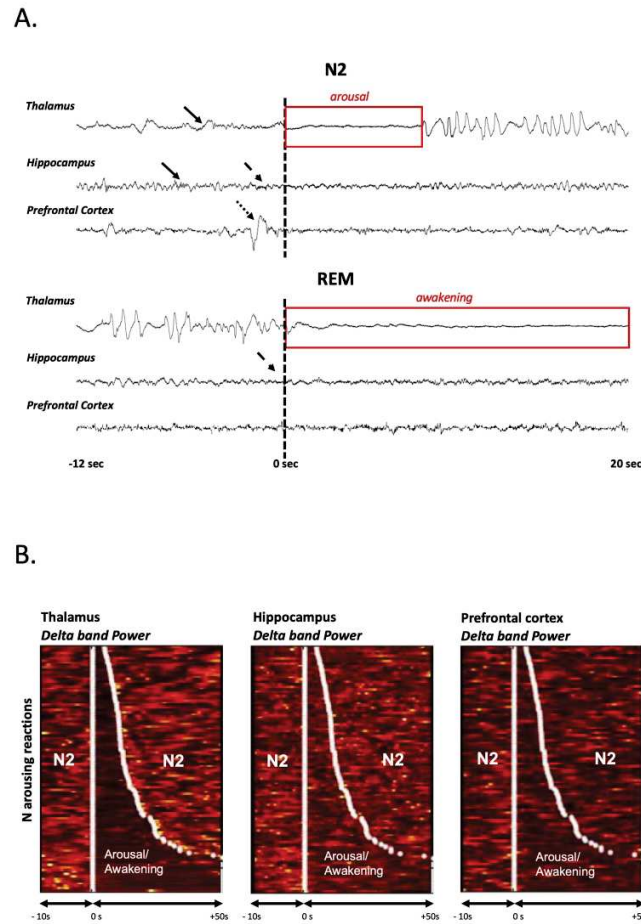 A.
N2
Thalamus
arousal
Hippocampus
Prefrontal Cortex
REM
Thalamus
awakening
Hippocampus
Prefrontal Cortex
-12 sec 0 sec 20 sec
B.
Thalamus Hippocampus Prefrontal cortex
Delta band Power Delta band Power Delta band Power
N arousing reactions
N2 N2 N2 N2 N2 N2
Arousal/ Arousal/ Arousal/
Awakening Awakening Awakening
- 10s 0 s +50s - 10s 0 s +50s - 10s 0 s +5